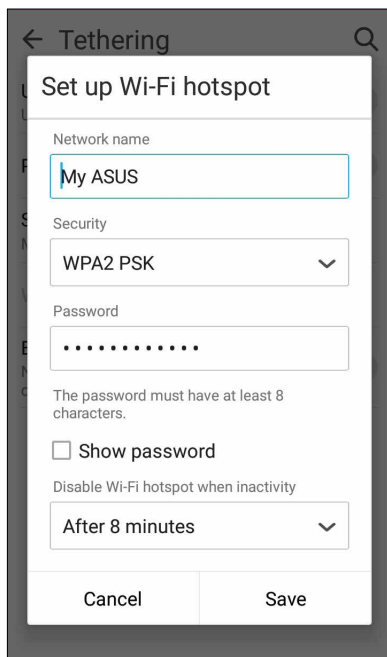 Tethering
Set up Wi-Fi hotspot
Network name
My ASUS
Security
WPA2 PSK
Password
••••••••••••
The password must have at least 8
characters.
Show password
Disable Wi-Fi hotspot when inactivity
After 8 minutes
Cancel
Save